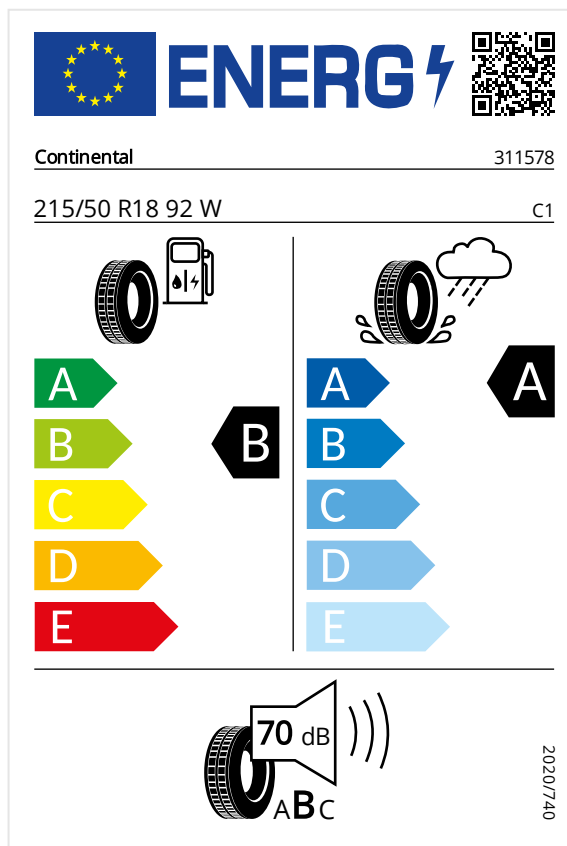 ENERG
Continental 311578
215/50 R18 92 W C1
A A A
B B B
C C
D D
E E
70 dB
ABC
2020/740